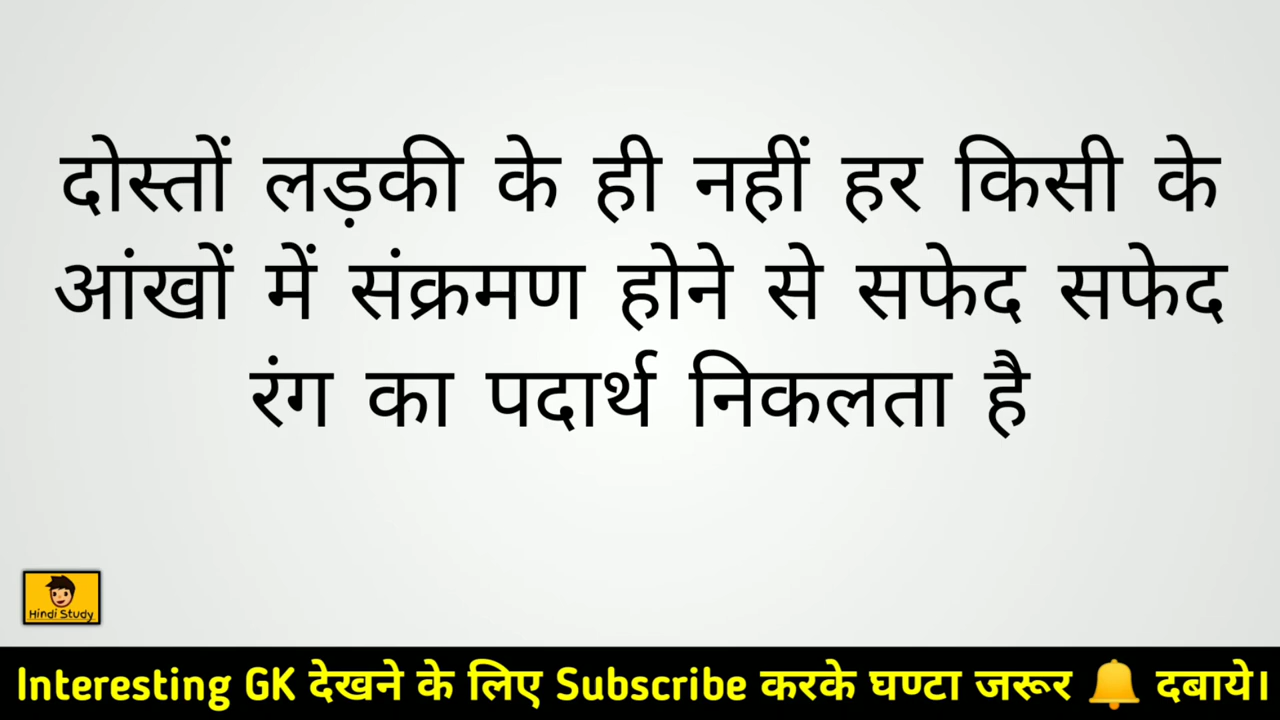 दोस्तों लड़की के ही नहीं हर किसी के
आंखों में संक्रमण होने से सफेद सफेद
रंग का पदार्थ निकलता है
Hindi Study
Interesting GK देखने के लिए Subscribe करके घण्टा जरूर 🔔 दबाये।